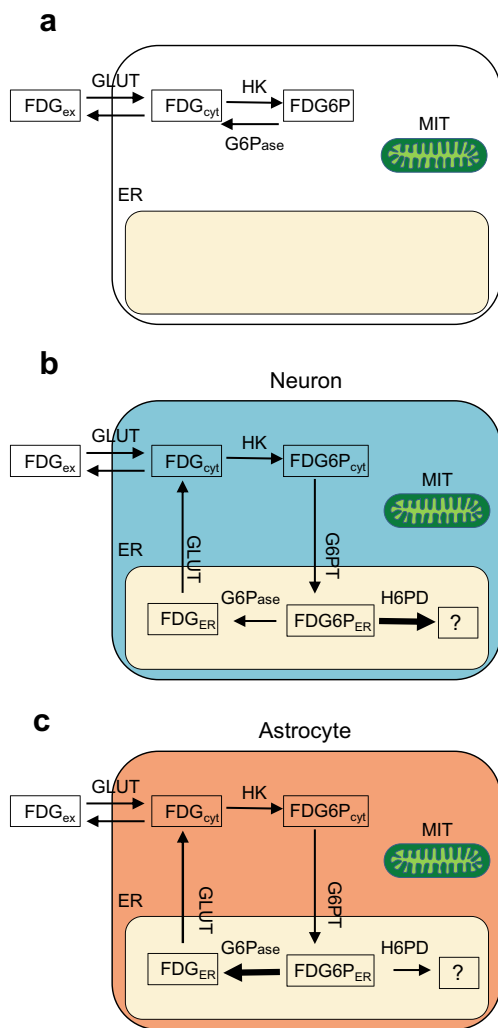 a
GLUT
HK
FDGex
FDGcyt
FDG6P
G6Pase
MIT
ER
b
Neuron
GLUT
HK
FDGex
FDGcyt
FDG6Pcyt
MIT
ER
GLUT
G6PT
G6Pase
H6PD
FDGER
FDG6PER
?
c
Astrocyte
GLUT
HK
FDGex
FDGcyt
FDG6Pcyt
MIT
ER
GLUT
G6PT
G6Pase
H6PD
FDGER
FDG6PER
?